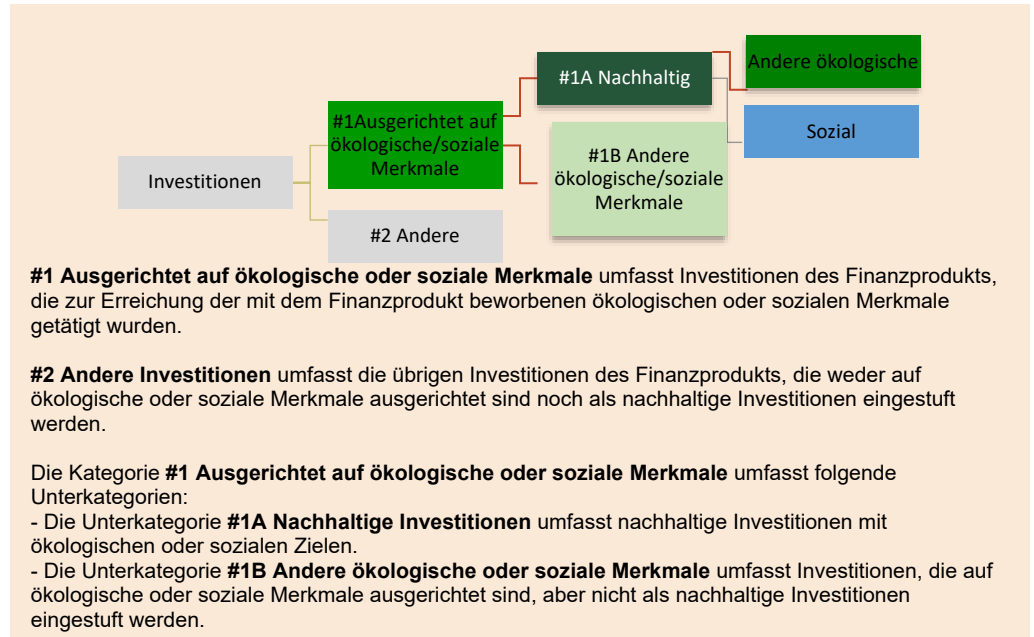 Investitionen
#1Ausgerichtet auf
ökologische/soziale
Merkmale
#2 Andere
#1A Nachhaltig
#1B Andere
ökologische/soziale
Merkmale
Andere ökologische
Sozial
#1 Ausgerichtet auf ökologische oder soziale Merkmale umfasst Investitionen des Finanzprodukts,
die zur Erreichung der mit dem Finanzprodukt beworbenen ökologischen oder sozialen Merkmale
getätigt wurden.
#2 Andere Investitionen umfasst die übrigen Investitionen des Finanzprodukts, die weder auf
ökologische oder soziale Merkmale ausgerichtet sind noch als nachhaltige Investitionen eingestuft
werden.
Die Kategorie #1 Ausgerichtet auf ökologische oder soziale Merkmale umfasst folgende
Unterkategorien:
- Die Unterkategorie #1A Nachhaltige Investitionen umfasst nachhaltige Investitionen mit
ökologischen oder sozialen Zielen.
- Die Unterkategorie #1B Andere ökologische oder soziale Merkmale umfasst Investitionen, die auf
ökologische oder soziale Merkmale ausgerichtet sind, aber nicht als nachhaltige Investitionen
eingestuft werden.